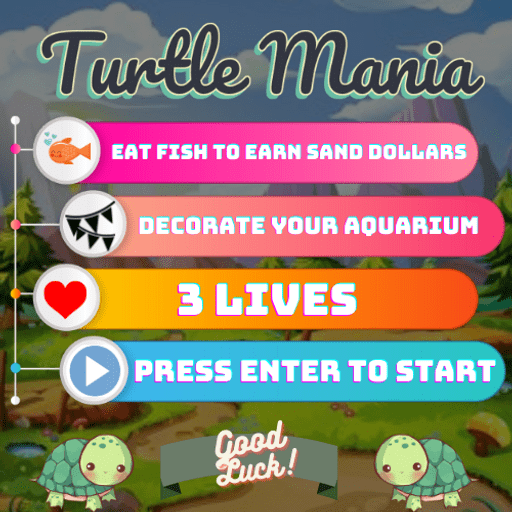 Turtle Mania
EAT FISH TO EARN SAND DOLLARS
DECORATE YOUR AQUARIUM
3 LIVES
PRESS ENTER TO START
Good
Luck!